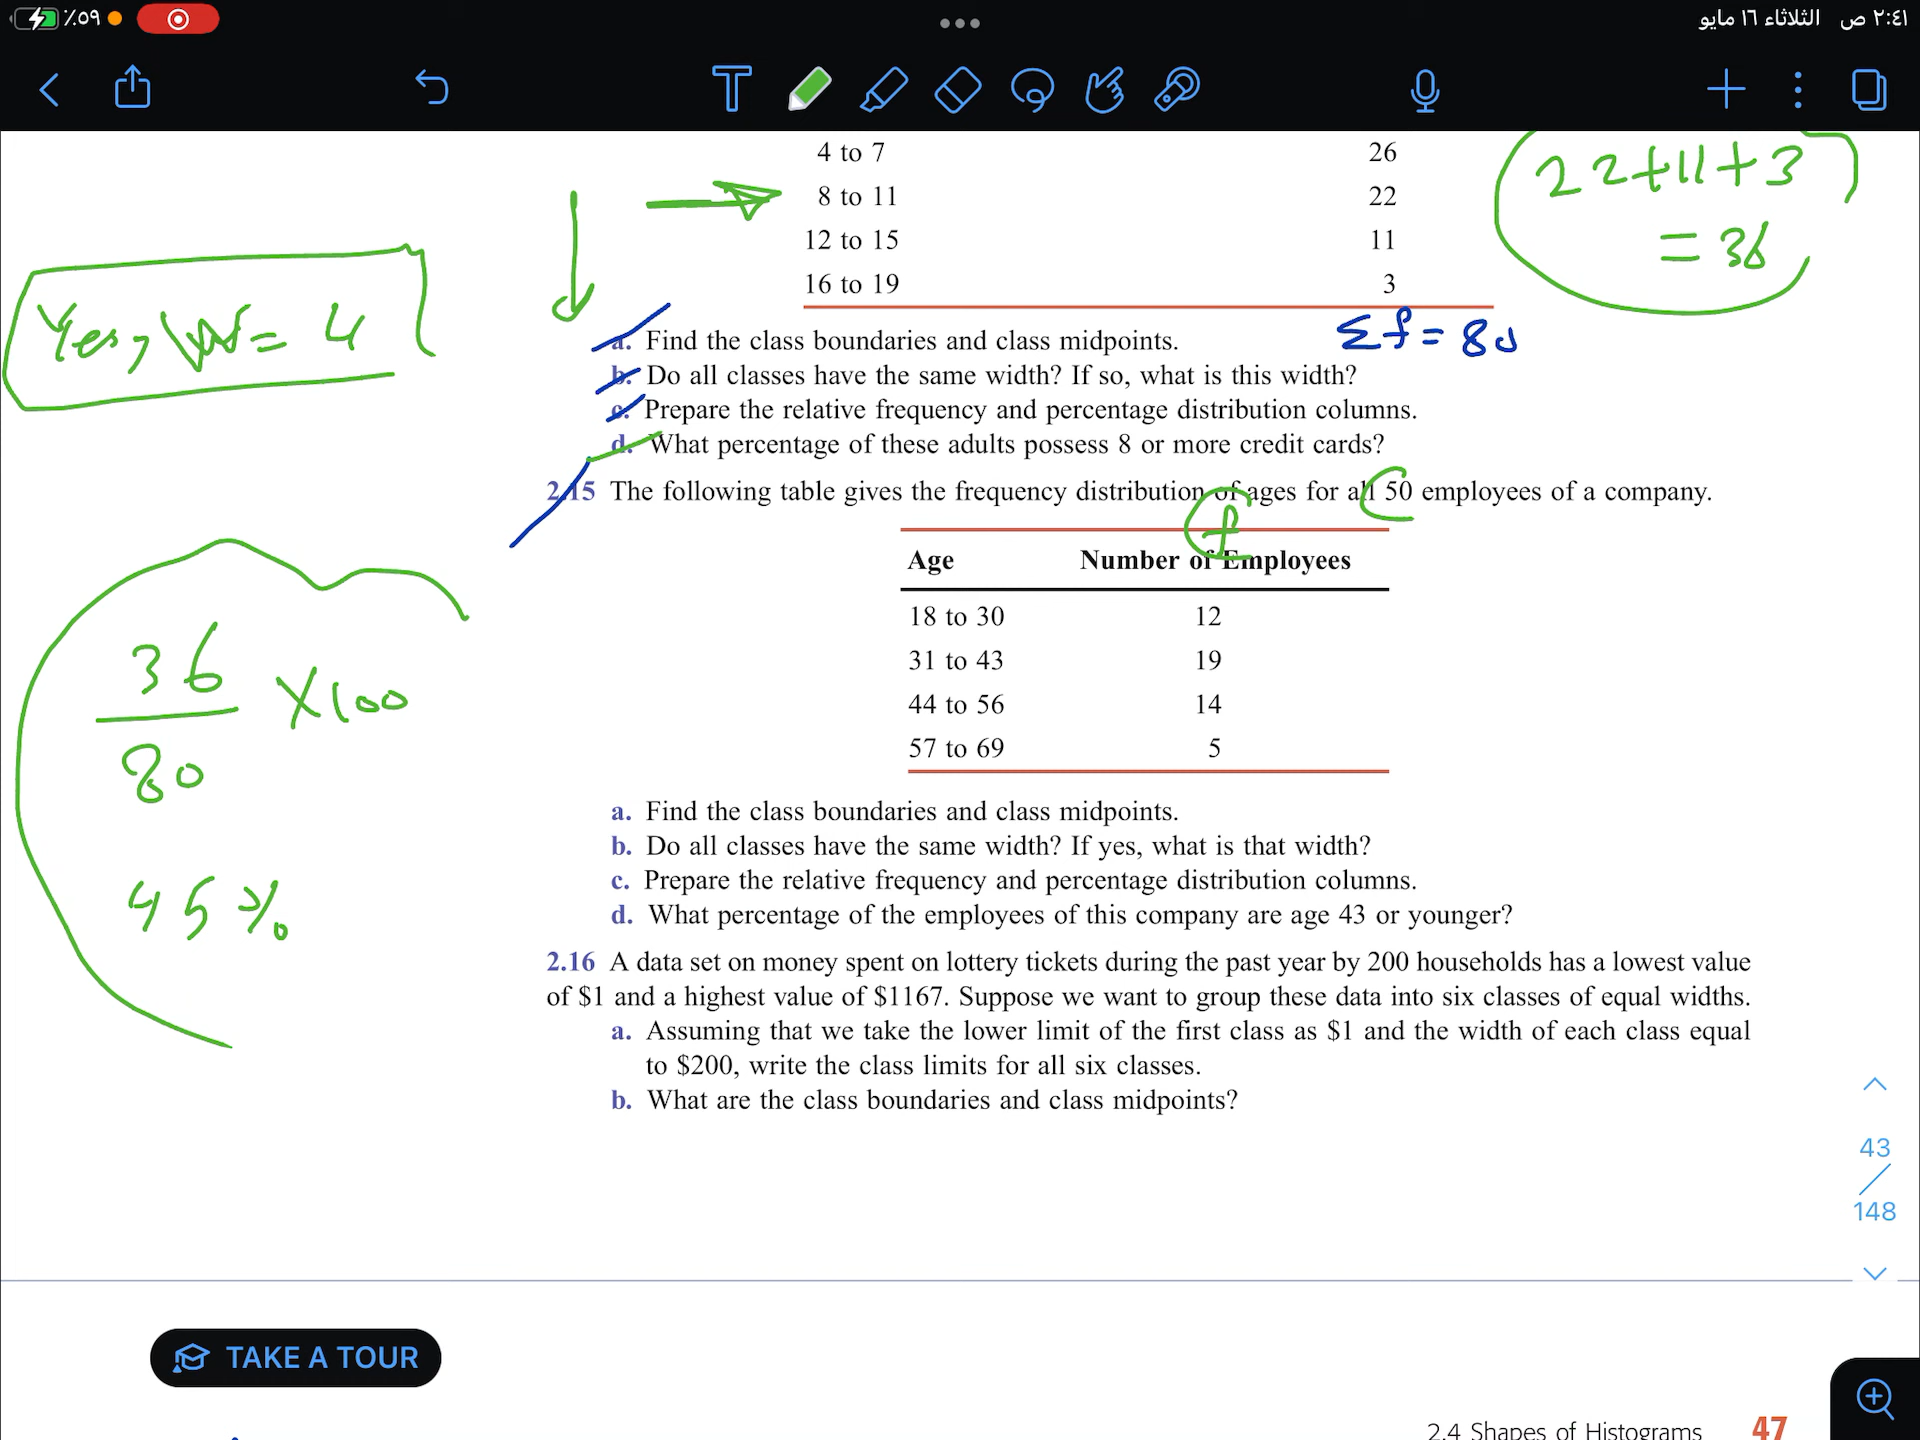 ٪٥٩
٢:٤١ ص الثلاثاء ١٦ مايو
4 to 7 26
8 to 11 22
12 to 15 11
16 to 19 3
22+11+3
= 36
Yes, W = 4
Σf = 80
a. Find the class boundaries and class midpoints.
b. Do all classes have the same width? If so, what is this width?
c. Prepare the relative frequency and percentage distribution columns.
d. What percentage of these adults possess 8 or more credit cards?
2.15 The following table gives the frequency distribution of ages for all 50 employees of a company.
f
Age Number of Employees
18 to 30 12
31 to 43 19
44 to 56 14
57 to 69 5
36
80
×100
45%
a. Find the class boundaries and class midpoints.
b. Do all classes have the same width? If yes, what is that width?
c. Prepare the relative frequency and percentage distribution columns.
d. What percentage of the employees of this company are age 43 or younger?
2.16 A data set on money spent on lottery tickets during the past year by 200 households has a lowest value
of $1 and a highest value of $1167. Suppose we want to group these data into six classes of equal widths.
a. Assuming that we take the lower limit of the first class as $1 and the width of each class equal
to $200, write the class limits for all six classes.
b. What are the class boundaries and class midpoints?
43
148
TAKE A TOUR
2.4 Shapes of Histograms 47